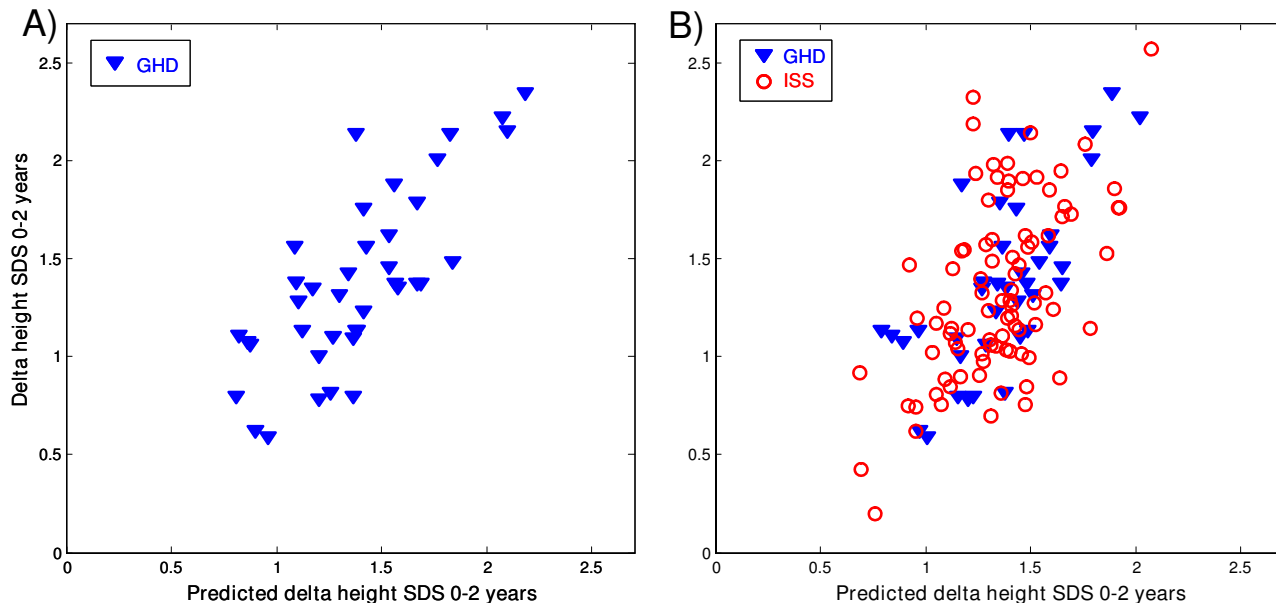 A)
GHD
Delta height SDS 0-2 years
2.5
2
1.5
1
0.5
0
0 0.5 1 1.5 2 2.5
Predicted delta height SDS 0-2 years
B)
GHD
ISS
2.5
2
1.5
1
0.5
0
0.5 1 1.5 2 2.5
Predicted delta height SDS 0-2 years